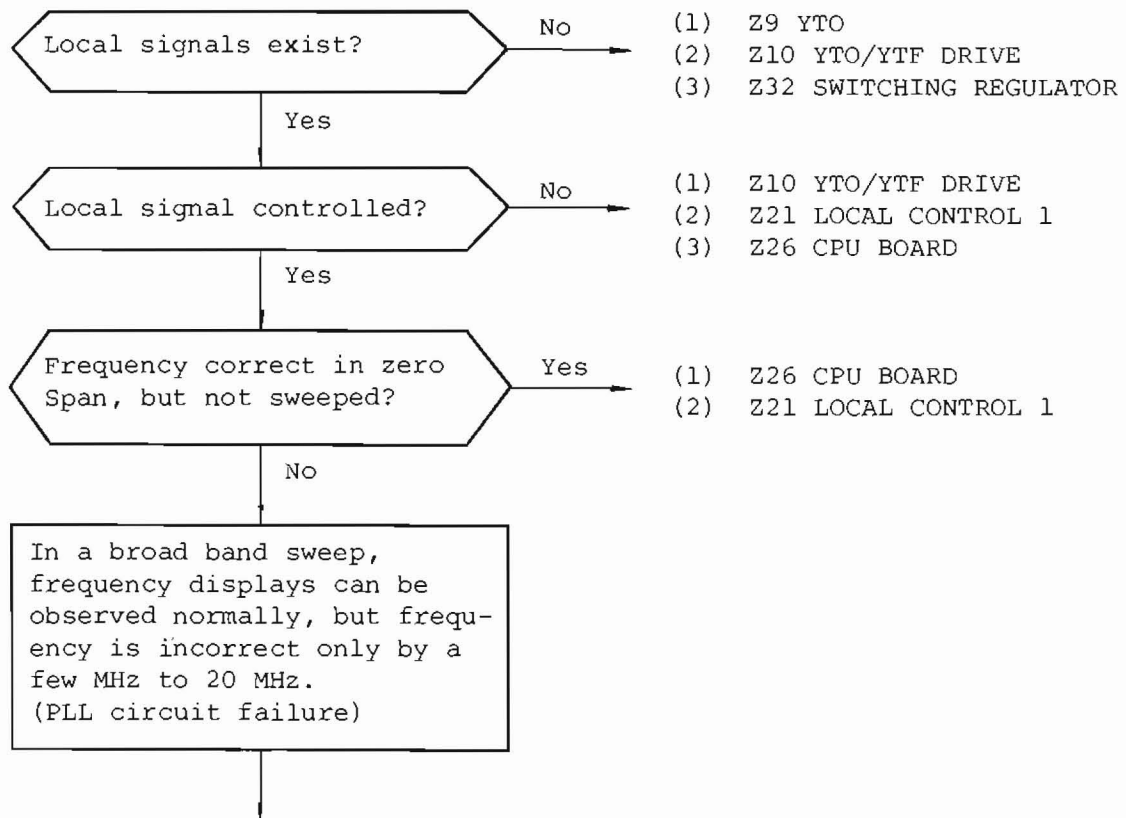 Local signals exist?
No
(1) Z9 YTO
(2) Z10 YTO/YTF DRIVE
(3) Z32 SWITCHING REGULATOR
Yes
Local signal controlled?
No
(1) Z10 YTO/YTF DRIVE
(2) Z21 LOCAL CONTROL 1
(3) Z26 CPU BOARD
Yes
Frequency correct in zero
Span, but not sweeped?
Yes
(1) Z26 CPU BOARD
(2) Z21 LOCAL CONTROL 1
No
In a broad band sweep,
frequency displays can be
observed normally, but frequ-
ency is incorrect only by a
few MHz to 20 MHz.
(PLL circuit failure)